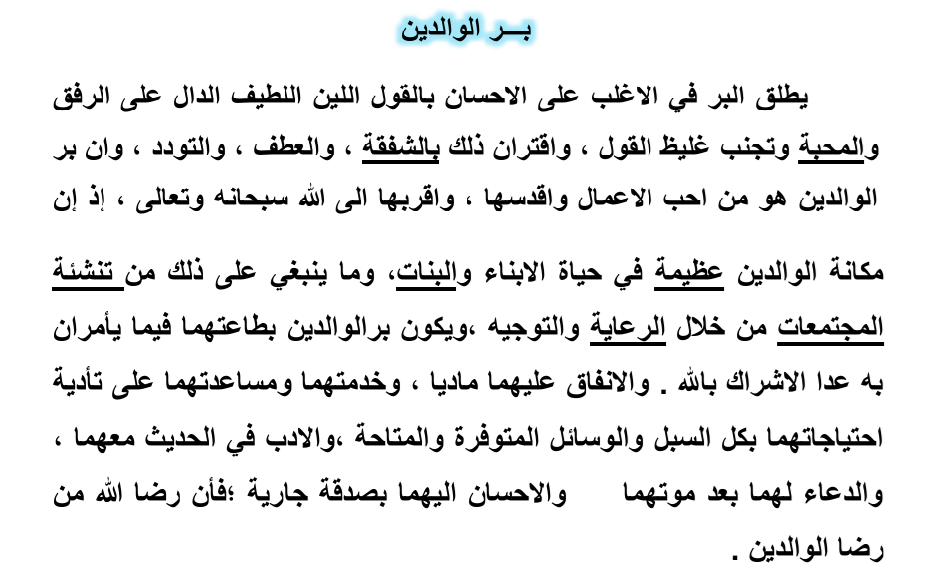 بـــر الوالدين
يطلق البر في الاغلب على الاحسان بالقول اللين اللطيف الدال على الرفق
والمحبة وتجنب غليظ القول ، واقتران ذلك بالشفقة ، والعطف ، والتودد ، وان بر
الوالدين هو من احب الاعمال واقدسها ، واقربها الى الله سبحانه وتعالى ، إذ إن
مكانة الوالدين عظيمة في حياة الابناء والبنات، وما ينبغي على ذلك من تنشئة
المجتمعات من خلال الرعاية والتوجيه ،ويكون برالوالدين بطاعتهما فيما يأمران
به عدا الاشراك بالله . والانفاق عليهما ماديا ، وخدمتهما ومساعدتهما على تأدية
احتياجاتهما بكل السبل والوسائل المتوفرة والمتاحة ،والادب في الحديث معهما ،
والدعاء لهما بعد موتهما والاحسان اليهما بصدقة جارية ؛فأن رضا الله من
رضا الوالدين .